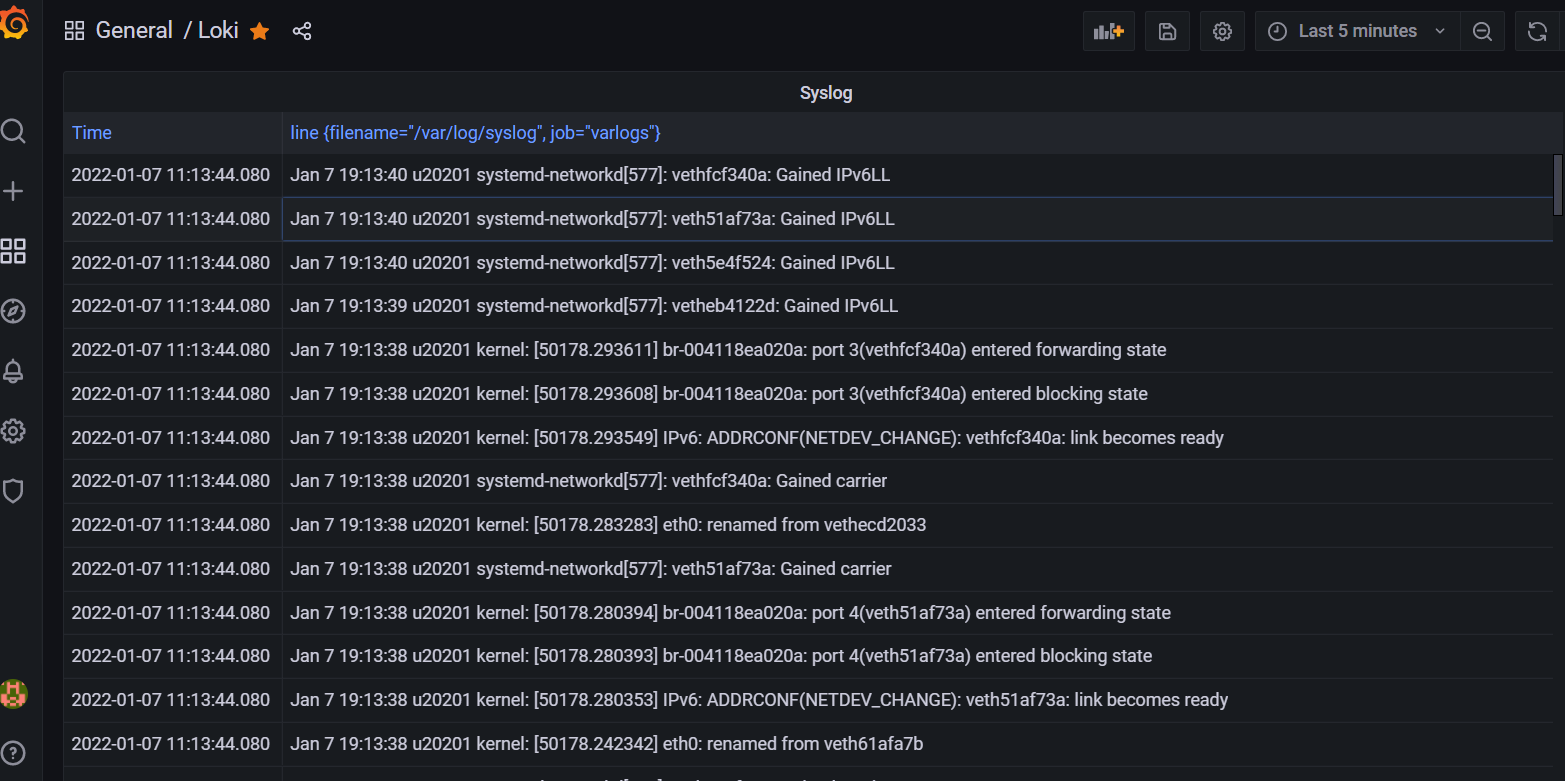 General / Loki
Last 5 minutes
Syslog
Time line {filename="/var/log/syslog", job="varlogs"}
2022-01-07 11:13:44.080 Jan 7 19:13:40 u20201 systemd-networkd[577]: vethfcf340a: Gained IPv6LL
2022-01-07 11:13:44.080 Jan 7 19:13:40 u20201 systemd-networkd[577]: veth51af73a: Gained IPv6LL
2022-01-07 11:13:44.080 Jan 7 19:13:40 u20201 systemd-networkd[577]: veth5e4f524: Gained IPv6LL
2022-01-07 11:13:44.080 Jan 7 19:13:39 u20201 systemd-networkd[577]: vetheb4122d: Gained IPv6LL
2022-01-07 11:13:44.080 Jan 7 19:13:38 u20201 kernel: [50178.293611] br-004118ea020a: port 3(vethfcf340a) entered forwarding state
2022-01-07 11:13:44.080 Jan 7 19:13:38 u20201 kernel: [50178.293608] br-004118ea020a: port 3(vethfcf340a) entered blocking state
2022-01-07 11:13:44.080 Jan 7 19:13:38 u20201 kernel: [50178.293549] IPv6: ADDRCONF(NETDEV_CHANGE): vethfcf340a: link becomes ready
2022-01-07 11:13:44.080 Jan 7 19:13:38 u20201 systemd-networkd[577]: vethfcf340a: Gained carrier
2022-01-07 11:13:44.080 Jan 7 19:13:38 u20201 kernel: [50178.283283] eth0: renamed from vethecd2033
2022-01-07 11:13:44.080 Jan 7 19:13:38 u20201 systemd-networkd[577]: veth51af73a: Gained carrier
2022-01-07 11:13:44.080 Jan 7 19:13:38 u20201 kernel: [50178.280394] br-004118ea020a: port 4(veth51af73a) entered forwarding state
2022-01-07 11:13:44.080 Jan 7 19:13:38 u20201 kernel: [50178.280393] br-004118ea020a: port 4(veth51af73a) entered blocking state
2022-01-07 11:13:44.080 Jan 7 19:13:38 u20201 kernel: [50178.280353] IPv6: ADDRCONF(NETDEV_CHANGE): veth51af73a: link becomes ready
2022-01-07 11:13:44.080 Jan 7 19:13:38 u20201 kernel: [50178.242342] eth0: renamed from veth61afa7b